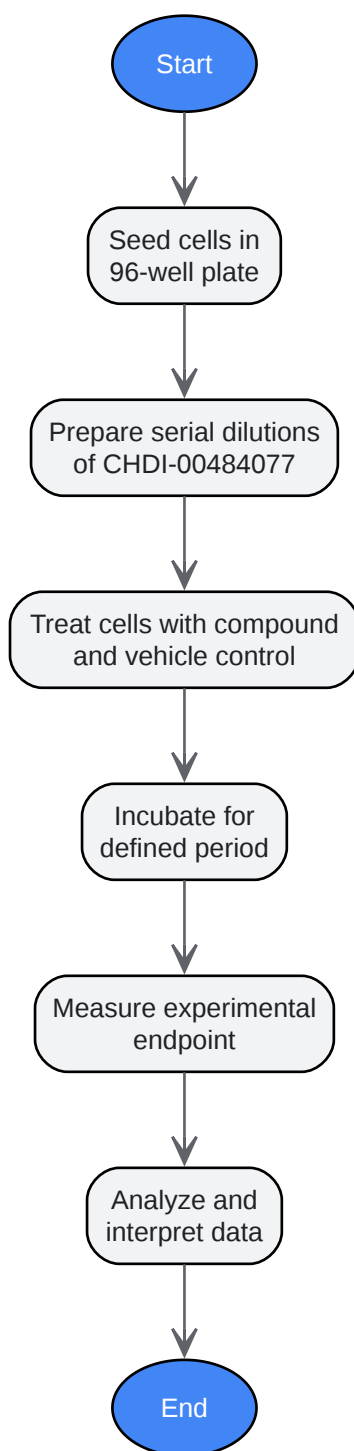 Start
Seed cells in
96-well plate
Prepare serial dilutions
of CHDI-00484077
Treat cells with compound
and vehicle control
Incubate for
defined period
Measure experimental
endpoint
Analyze and
interpret data
End